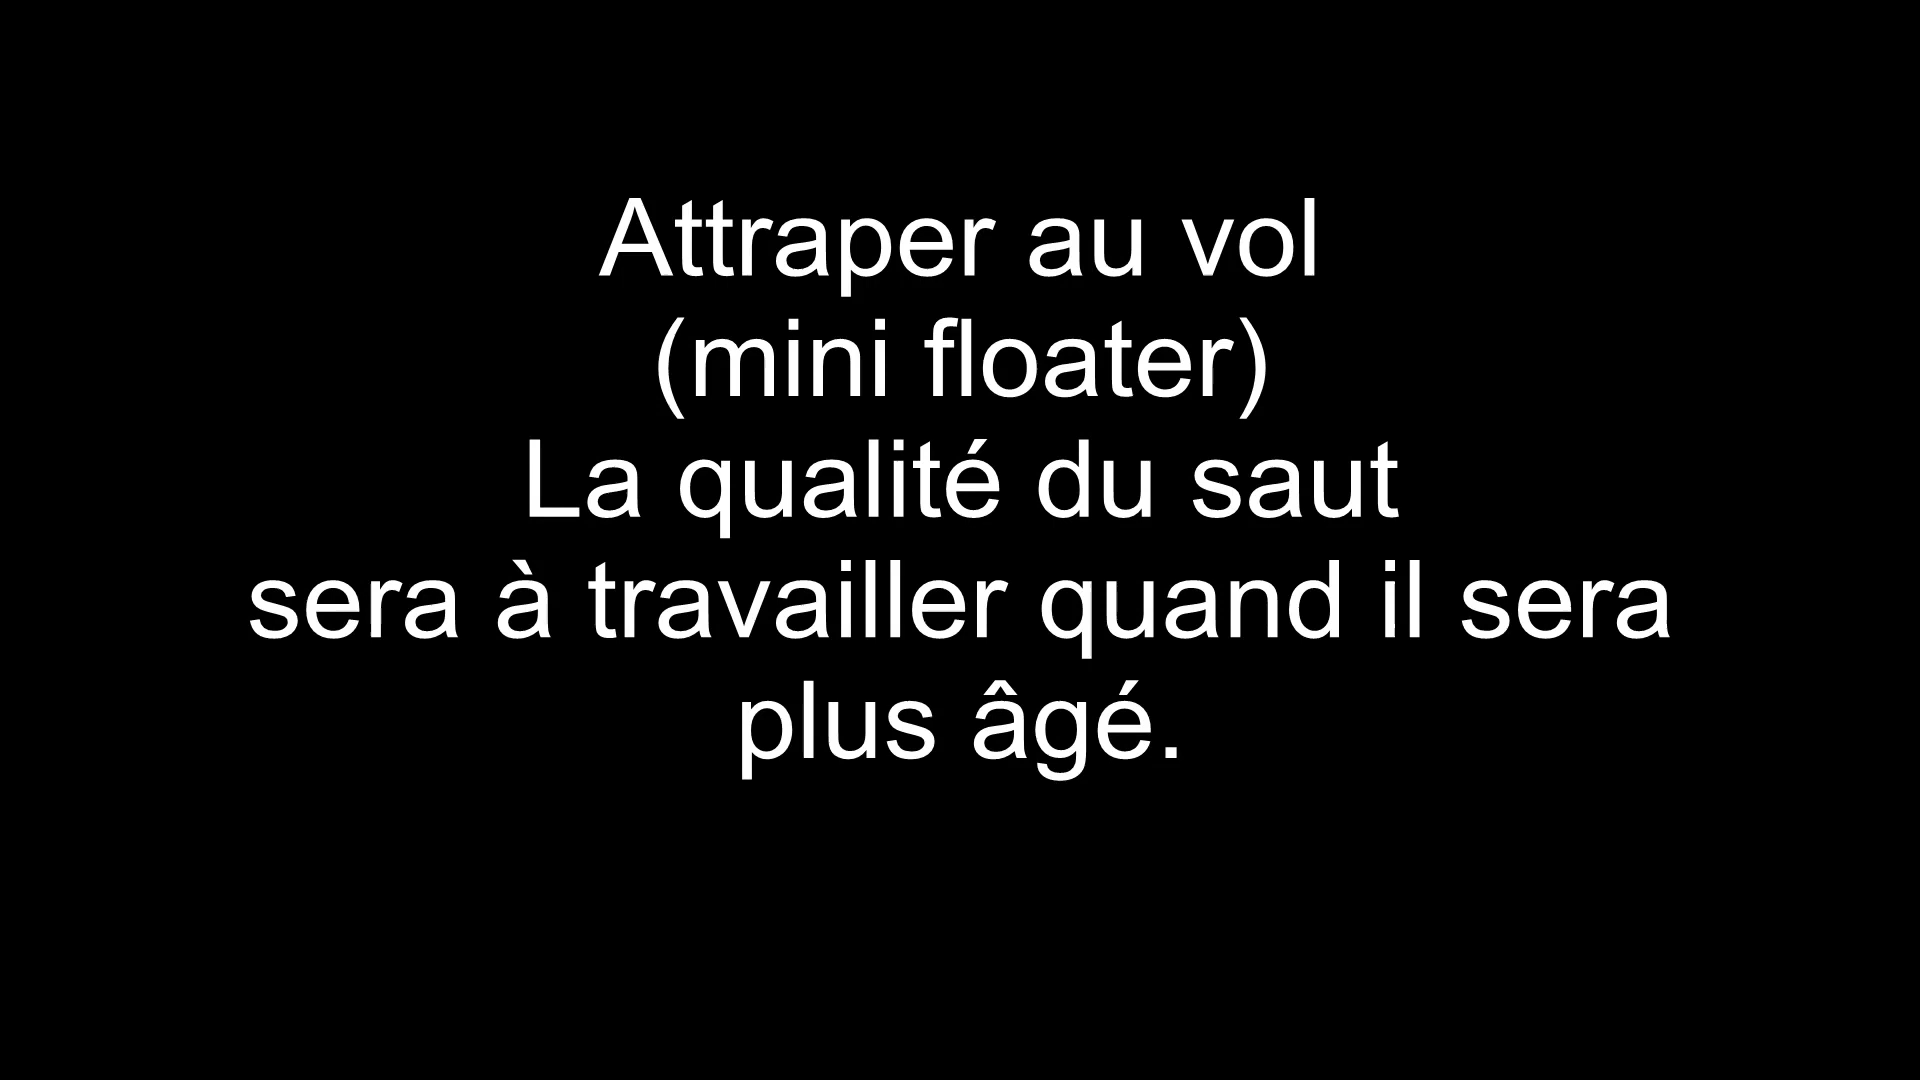 Attraper au vol
(mini floater)
La qualité du saut
sera à travailler quand il sera
plus âgé.